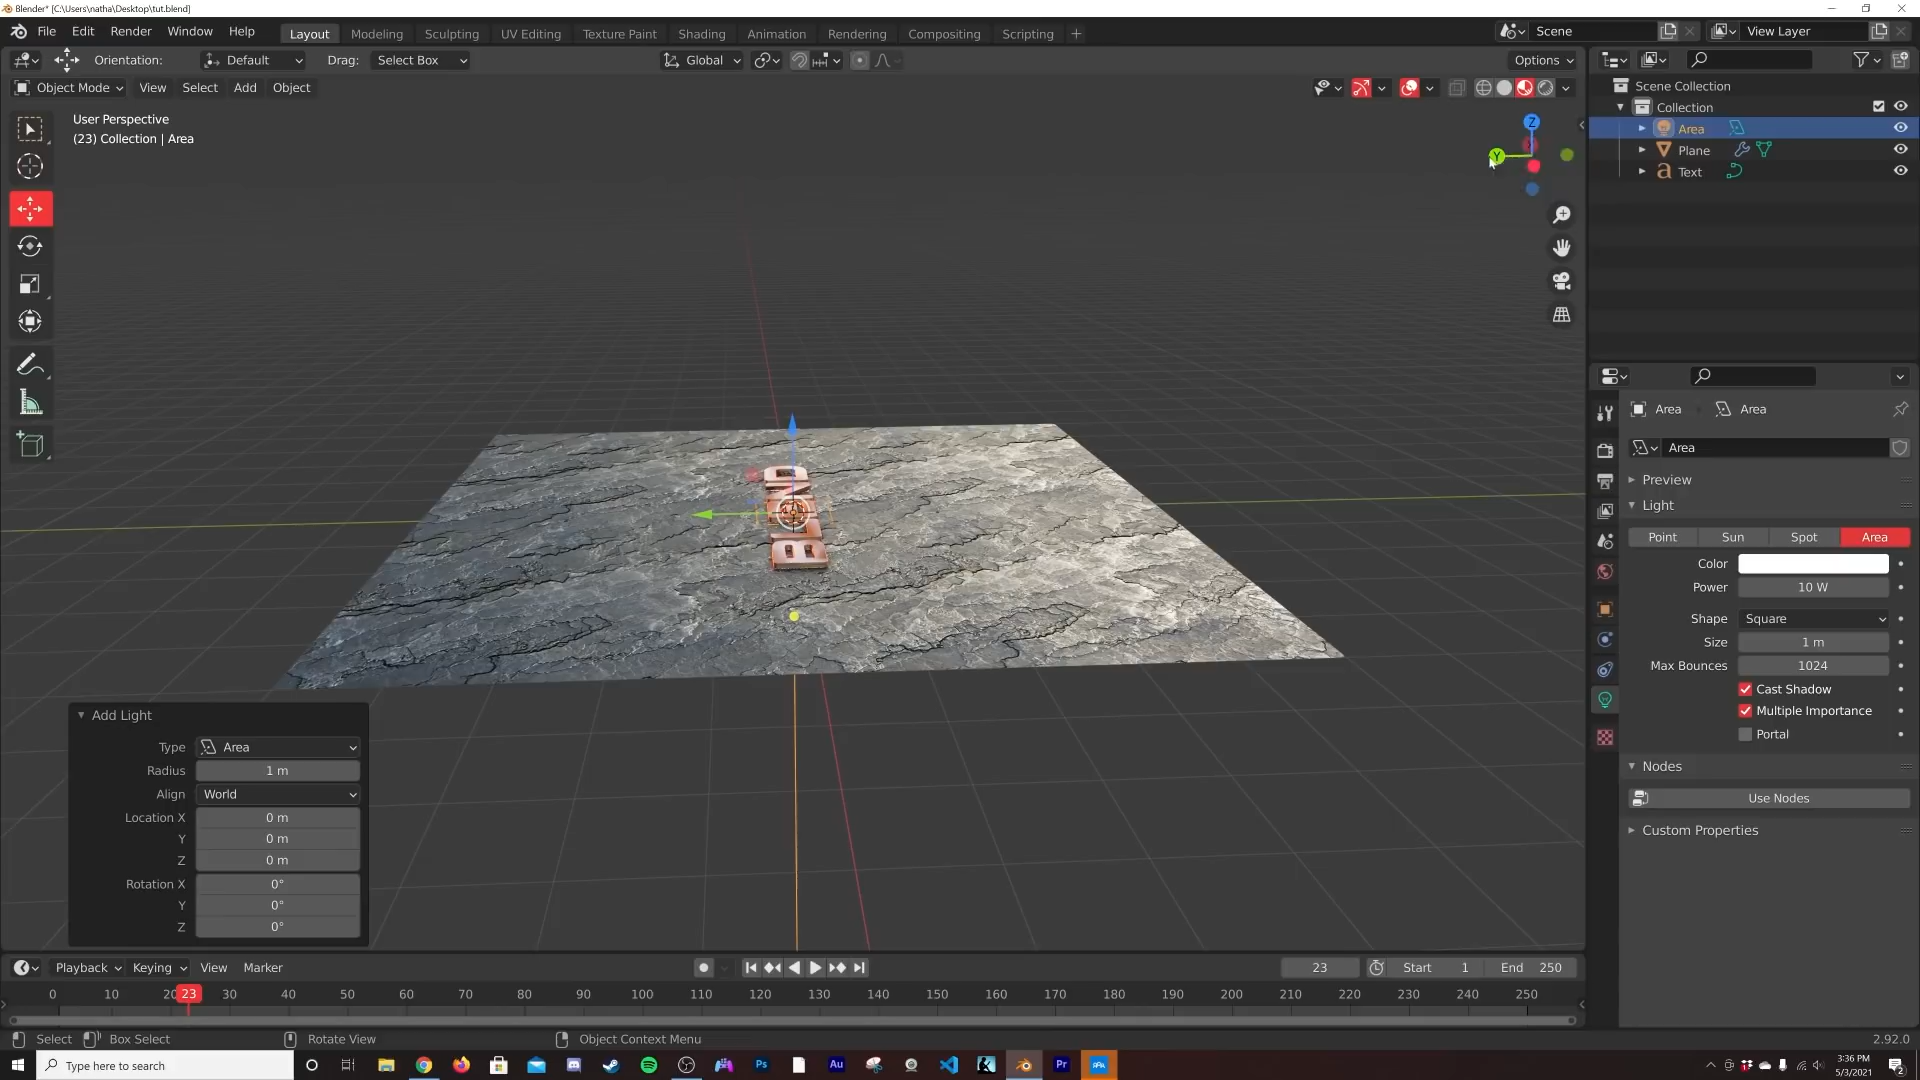 Blender* [C:\Users\natha\Desktop\tut.blend]
File Edit Render Window Help Layout Modeling Sculpting UV Editing Texture Paint Shading Animation Rendering Compositing Scripting Scene View Layer
Orientation: Default Drag: Select Box Global Options
Object Mode View Select Add Object
Scene Collection
Collection
Area
Plane
Text
User Perspective
(23) Collection | Area
Z
Y
Area Area
Area
Preview
Light
Point Sun Spot Area
Color
Power 10 W
Shape Square
Size 1 m
Max Bounces 1024
Cast Shadow
Multiple Importance
Portal
Nodes
Use Nodes
Custom Properties
Add Light
Type Area
Radius 1 m
Align World
Location X 0 m
Y 0 m
Z 0 m
Rotation X 0°
Y 0°
Z 0°
Playback Keying View Marker 23 Start 1 End 250
0 10 20 23 30 40 50 60 70 80 90 100 110 120 130 140 150 160 170 180 190 200 210 220 230 240 250
Select Box Select Rotate View Object Context Menu 2.92.0
Type here to search
Ps
Au
Pr
3:36 PM
5/3/2021
2